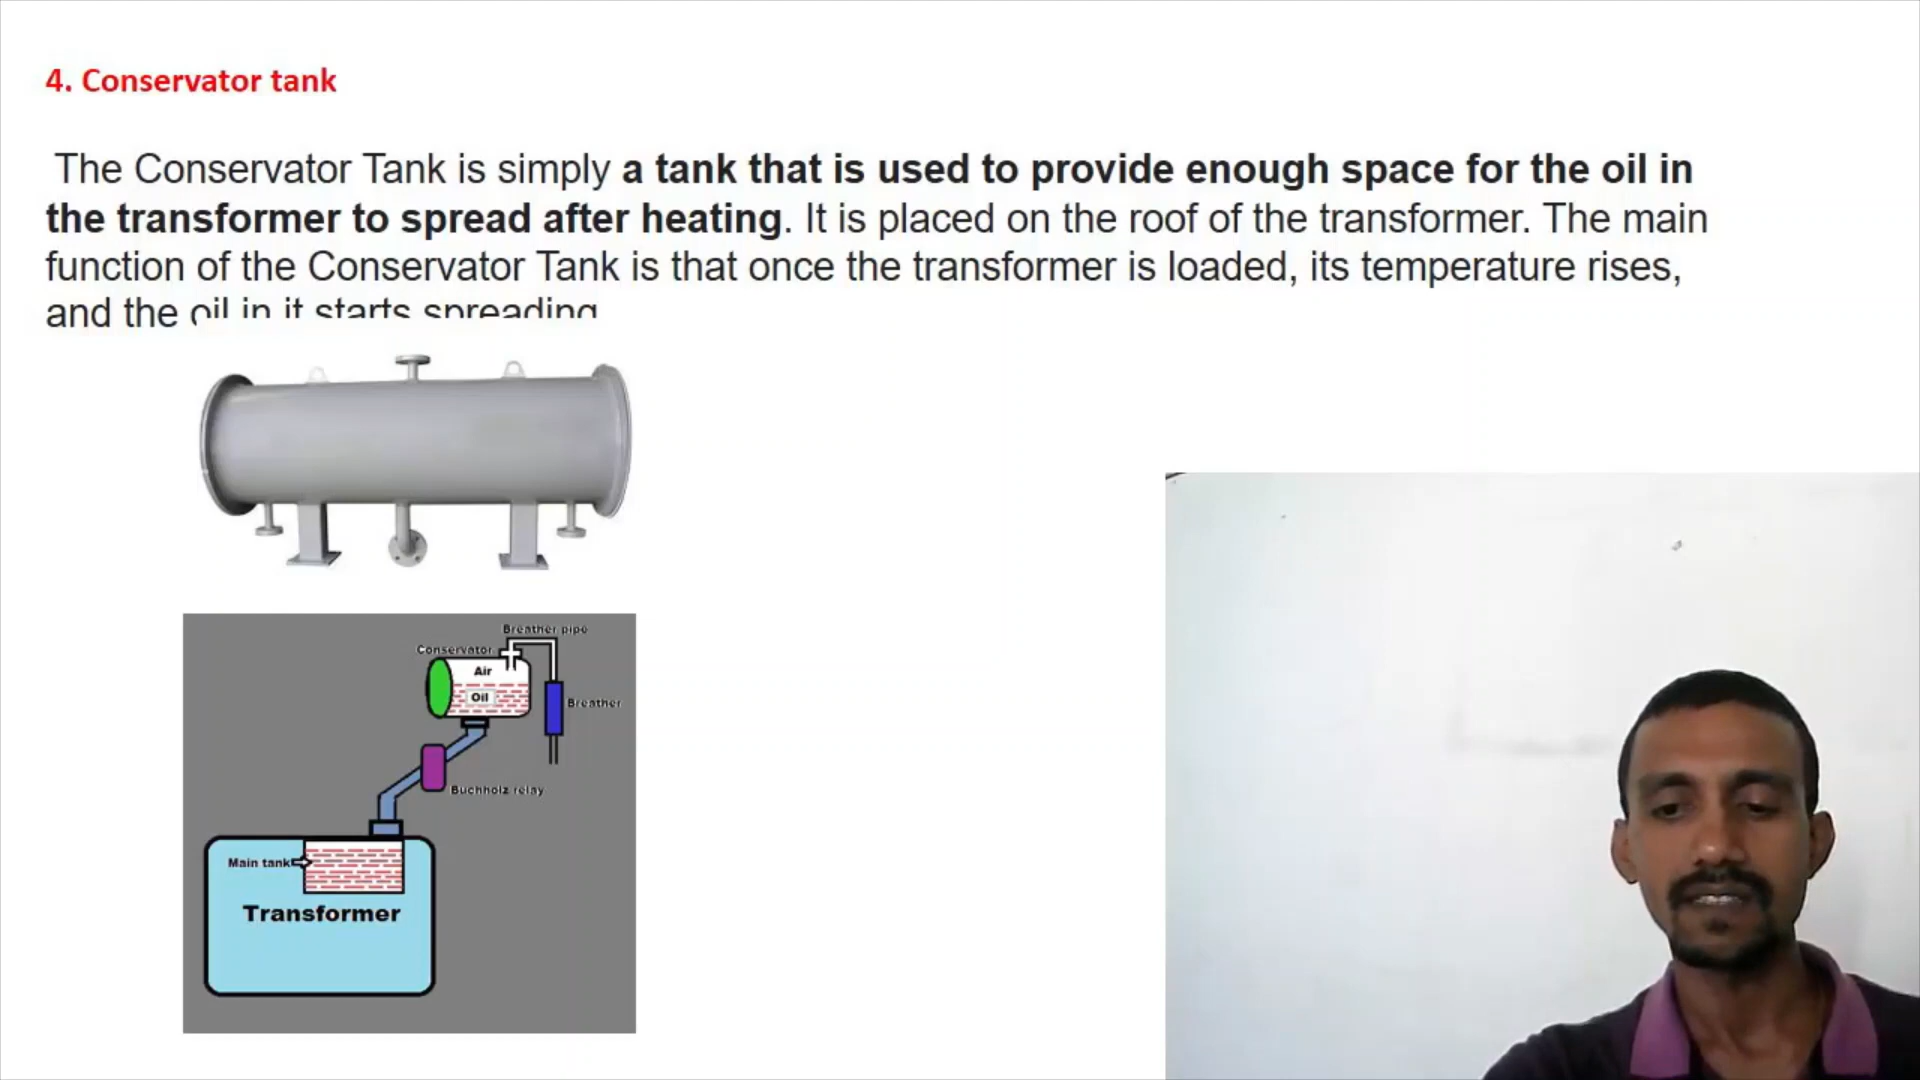 4. Conservator tank
The Conservator Tank is simply a tank that is used to provide enough space for the oil in
the transformer to spread after heating. It is placed on the roof of the transformer. The main
function of the Conservator Tank is that once the transformer is loaded, its temperature rises,
and the oil in it starts spreading
Breather pipe
Conservator
Air
Oil
Breather
Buchholz relay
Main tank
Transformer